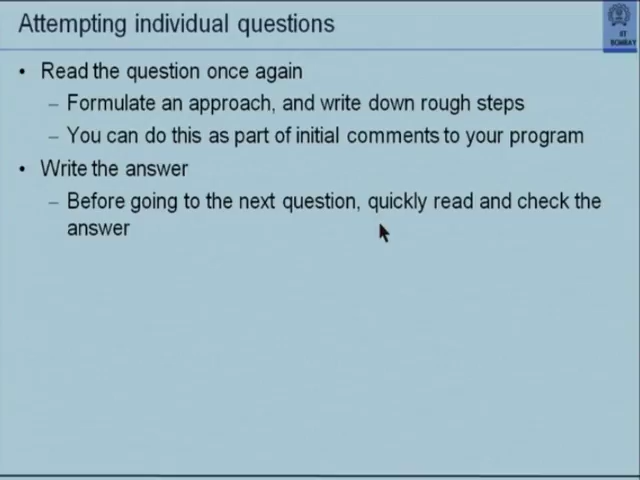 Attempting individual questions
IIT
BOMBAY
• Read the question once again
– Formulate an approach, and write down rough steps
– You can do this as part of initial comments to your program
• Write the answer
– Before going to the next question, quickly read and check the
answer